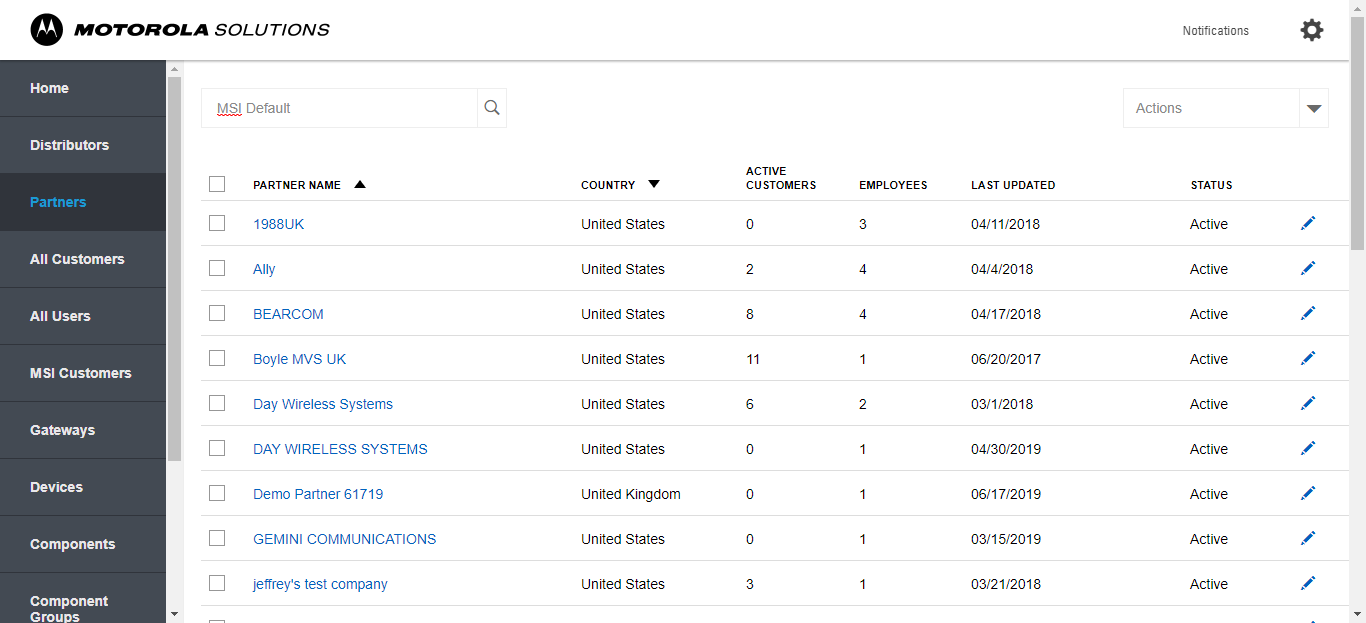 MOTOROLA SOLUTIONS
Notifications
Home
Distributors
Partners
All Customers
All Users
MSI Customers
Gateways
Devices
Components
Component
Groups
MSI Default
Actions
PARTNER NAME COUNTRY ACTIVE CUSTOMERS EMPLOYEES LAST UPDATED STATUS
1988UK United States 0 3 04/11/2018 Active
Ally United States 2 4 04/4/2018 Active
BEARCOM United States 8 4 04/17/2018 Active
Boyle MVS UK United States 11 1 06/20/2017 Active
Day Wireless Systems United States 6 2 03/1/2018 Active
DAY WIRELESS SYSTEMS United States 0 1 04/30/2019 Active
Demo Partner 61719 United Kingdom 0 1 06/17/2019 Active
GEMINI COMMUNICATIONS United States 0 1 03/15/2019 Active
jeffrey's test company United States 3 1 03/21/2018 Active